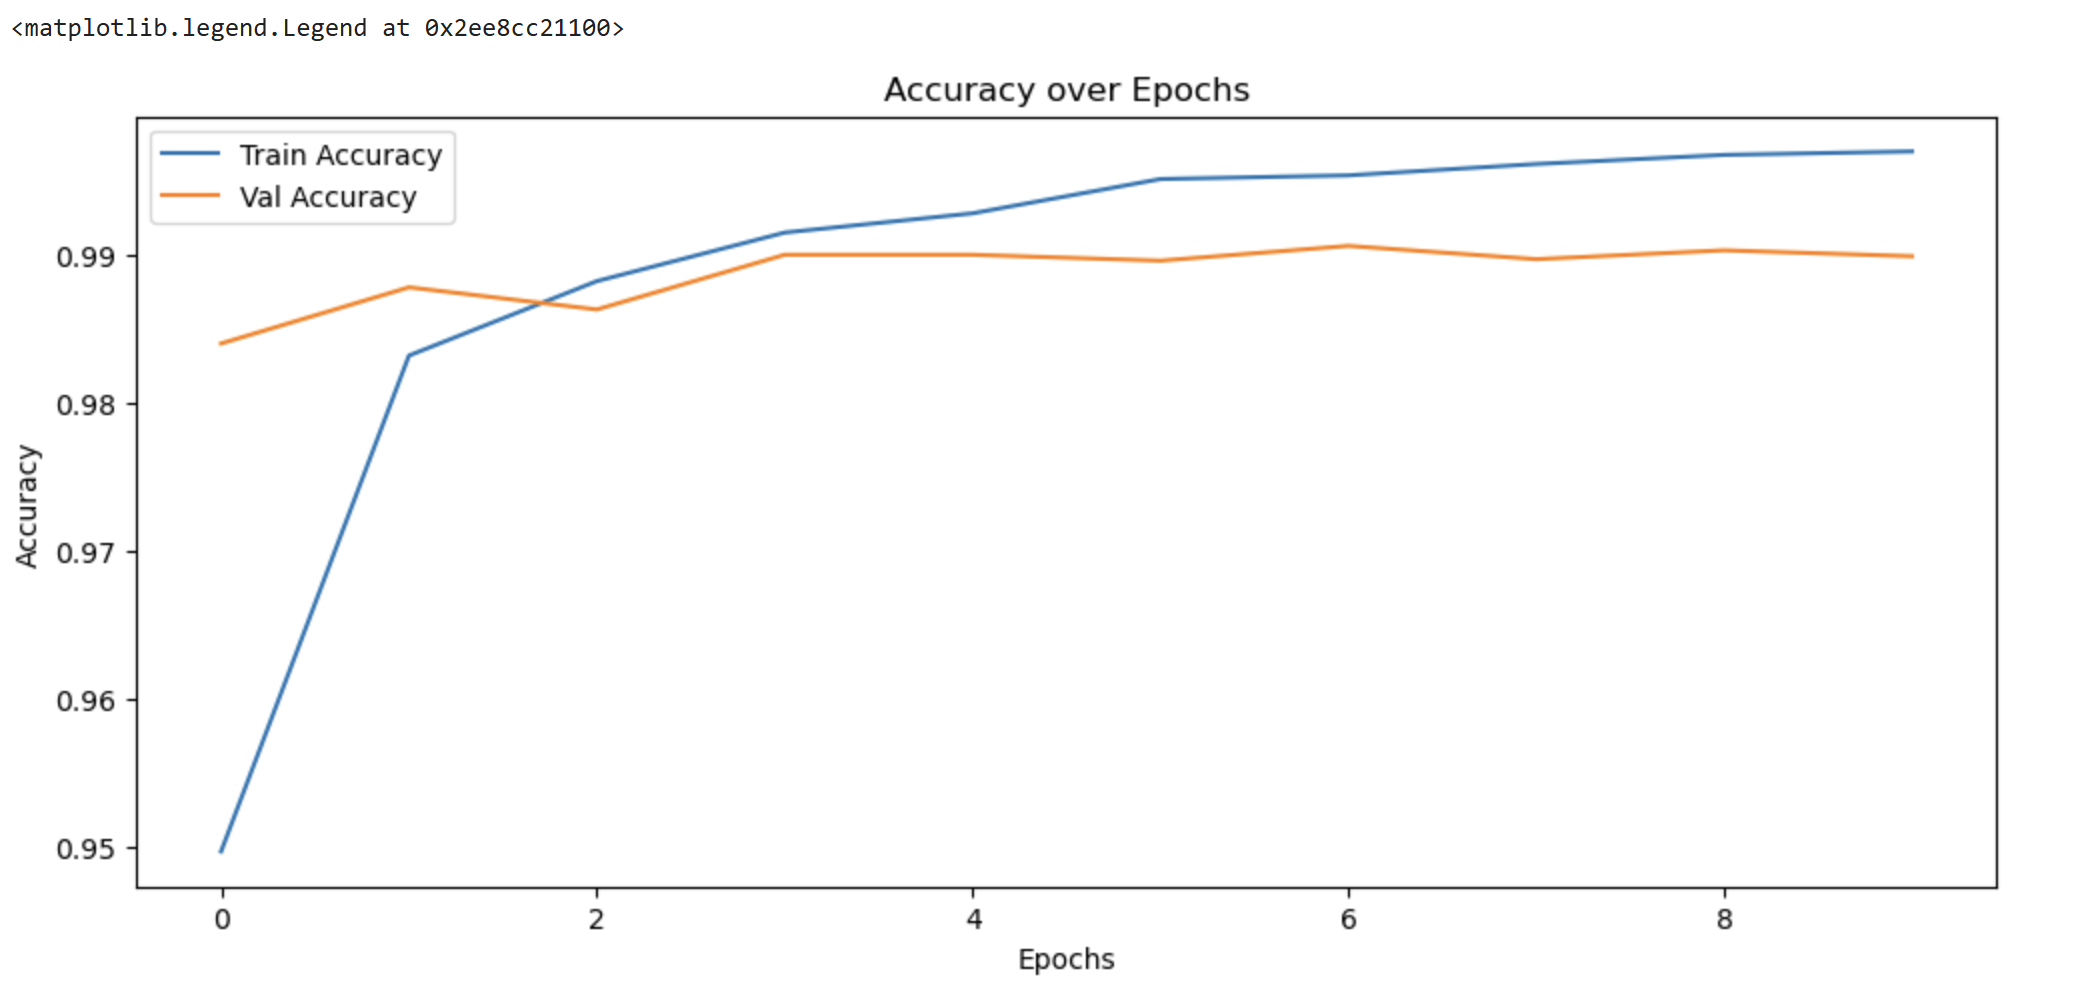 <matplotlib.legend.Legend at 0x2ee8cc21100>
Accuracy over Epochs
Train Accuracy
Val Accuracy
0.99
0.98
0.97
0.96
0.95
Accuracy
0 2 4 6 8
Epochs